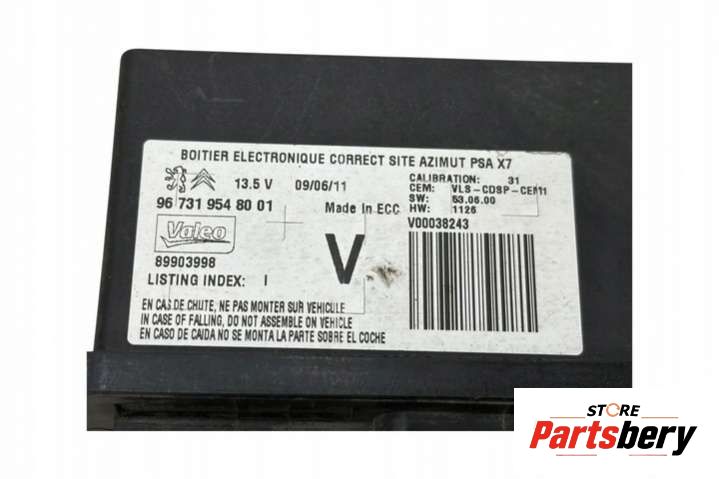 BOITIER ELECTRONIQUE CORRECT SITE AZIMUT PSA X7
13.5 V 09/06/11
96 731 954 80 01
Made in ECC
CALIBRATION: 31
CEM: VLS-CDSP-CEM11
SW: 53.06.00
HW: 1126
V00038243
Valeo
V
89903998
LISTING INDEX: I
EN CAS DE CHUTE, NE PAS MONTER SUR VEHICULE
IN CASE OF FALLING, DO NOT ASSEMBLE ON VEHICLE
EN CASO DE CAIDA NO SE MONTA LA PARTE SOBRE EL COCHE
STORE
Partsbery